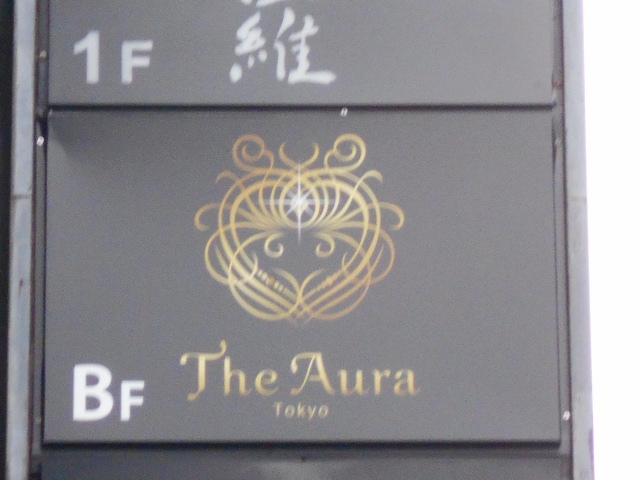 1F
維
BF
The Aura
Tokyo